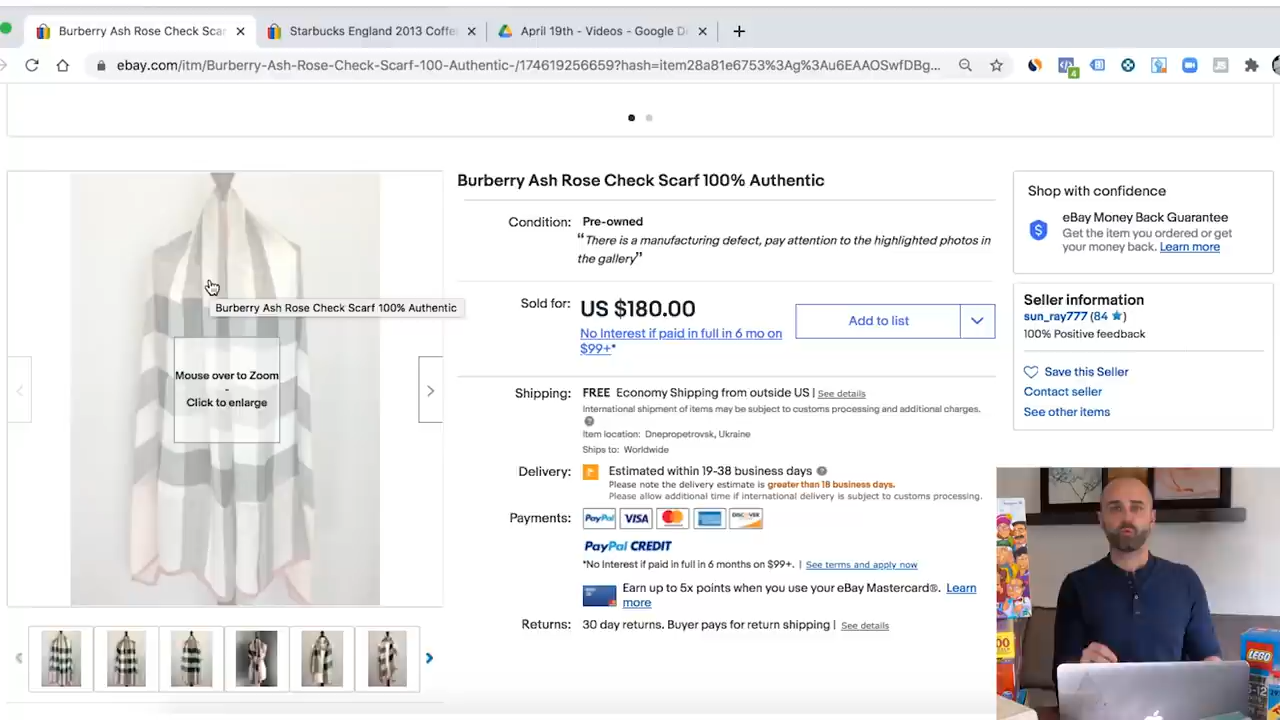 Burberry Ash Rose Check Scar
Starbucks England 2013 Coffe
April 19th - Videos - Google D
ebay.com/itm/Burberry-Ash-Rose-Check-Scarf-100-Authentic-/174619256659?hash=item28a81e6753%3Ag%3Au6EAAOSwfDBg...
4
Burberry Ash Rose Check Scarf 100% Authentic
Condition: Pre-owned
“There is a manufacturing defect, pay attention to the highlighted photos in
the gallery”
Sold for: US $180.00
No Interest if paid in full in 6 mo on
$99+*
Add to list
Burberry Ash Rose Check Scarf 100% Authentic
Mouse over to Zoom
-
Click to enlarge
Shipping: FREE Economy Shipping from outside US | See details
International shipment of items may be subject to customs processing and additional charges.
Item location: Dnepropetrovsk, Ukraine
Ships to: Worldwide
Delivery: Estimated within 19-38 business days
Please note the delivery estimate is greater than 18 business days.
Please allow additional time if international delivery is subject to customs processing.
Payments: PayPal VISA MasterCard DISCOVER
PayPal CREDIT
*No Interest if paid in full in 6 months on $99+. | See terms and apply now
Earn up to 5x points when you use your eBay Mastercard®. Learn
more
Returns: 30 day returns. Buyer pays for return shipping | See details
Shop with confidence
eBay Money Back Guarantee
Get the item you ordered or get
your money back. Learn more
Seller information
sun_ray777 (84 ★)
100% Positive feedback
Save this Seller
Contact seller
See other items
LEGO